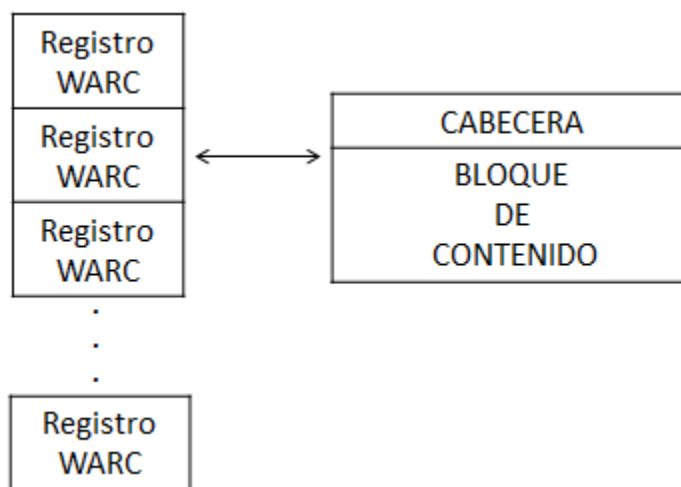 Registro
WARC
Registro
WARC
Registro
WARC
.
.
.
Registro
WARC
CABECERA
BLOQUE
DE
CONTENIDO